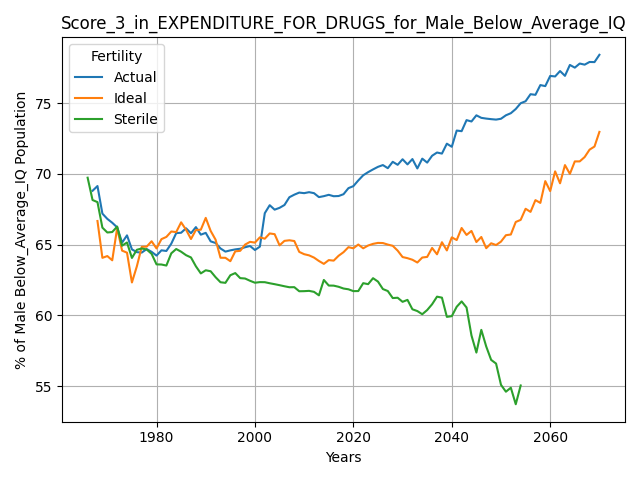 Score_3_in_EXPENDITURE_FOR_DRUGS_for_Male_Below_Average_IQ
Fertility
Actual
Ideal
Sterile
% of Male Below_Average_IQ Population
75
70
65
60
55
1980
2000
2020
2040
2060
Years